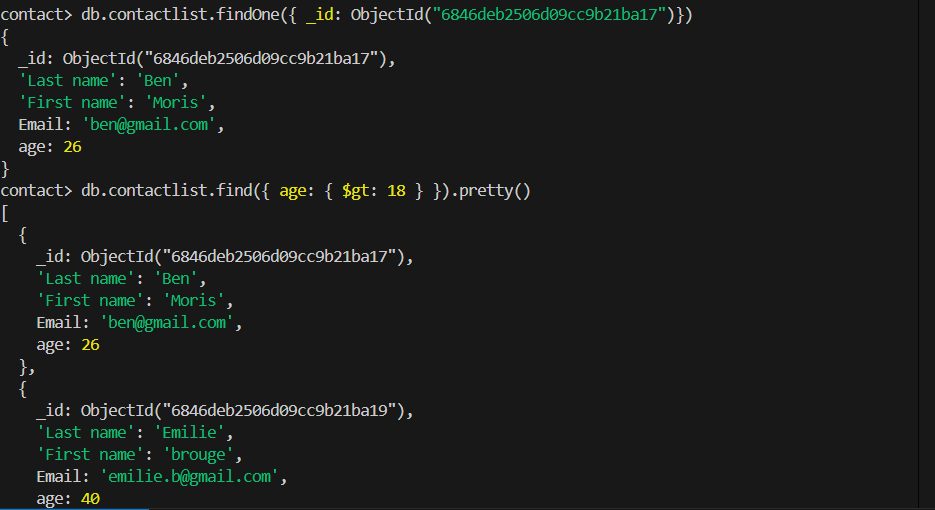 contact> db.contactlist.findOne({ _id: ObjectId("6846deb2506d09cc9b21ba17")})
{
  _id: ObjectId("6846deb2506d09cc9b21ba17"),
  'Last name': 'Ben',
  'First name': 'Moris',
  Email: 'ben@gmail.com',
  age: 26
}
contact> db.contactlist.find({ age: { $gt: 18 } }).pretty()
[
  {
    _id: ObjectId("6846deb2506d09cc9b21ba17"),
    'Last name': 'Ben',
    'First name': 'Moris',
    Email: 'ben@gmail.com',
    age: 26
  },
  {
    _id: ObjectId("6846deb2506d09cc9b21ba19"),
    'Last name': 'Emilie',
    'First name': 'brouge',
    Email: 'emilie.b@gmail.com',
    age: 40